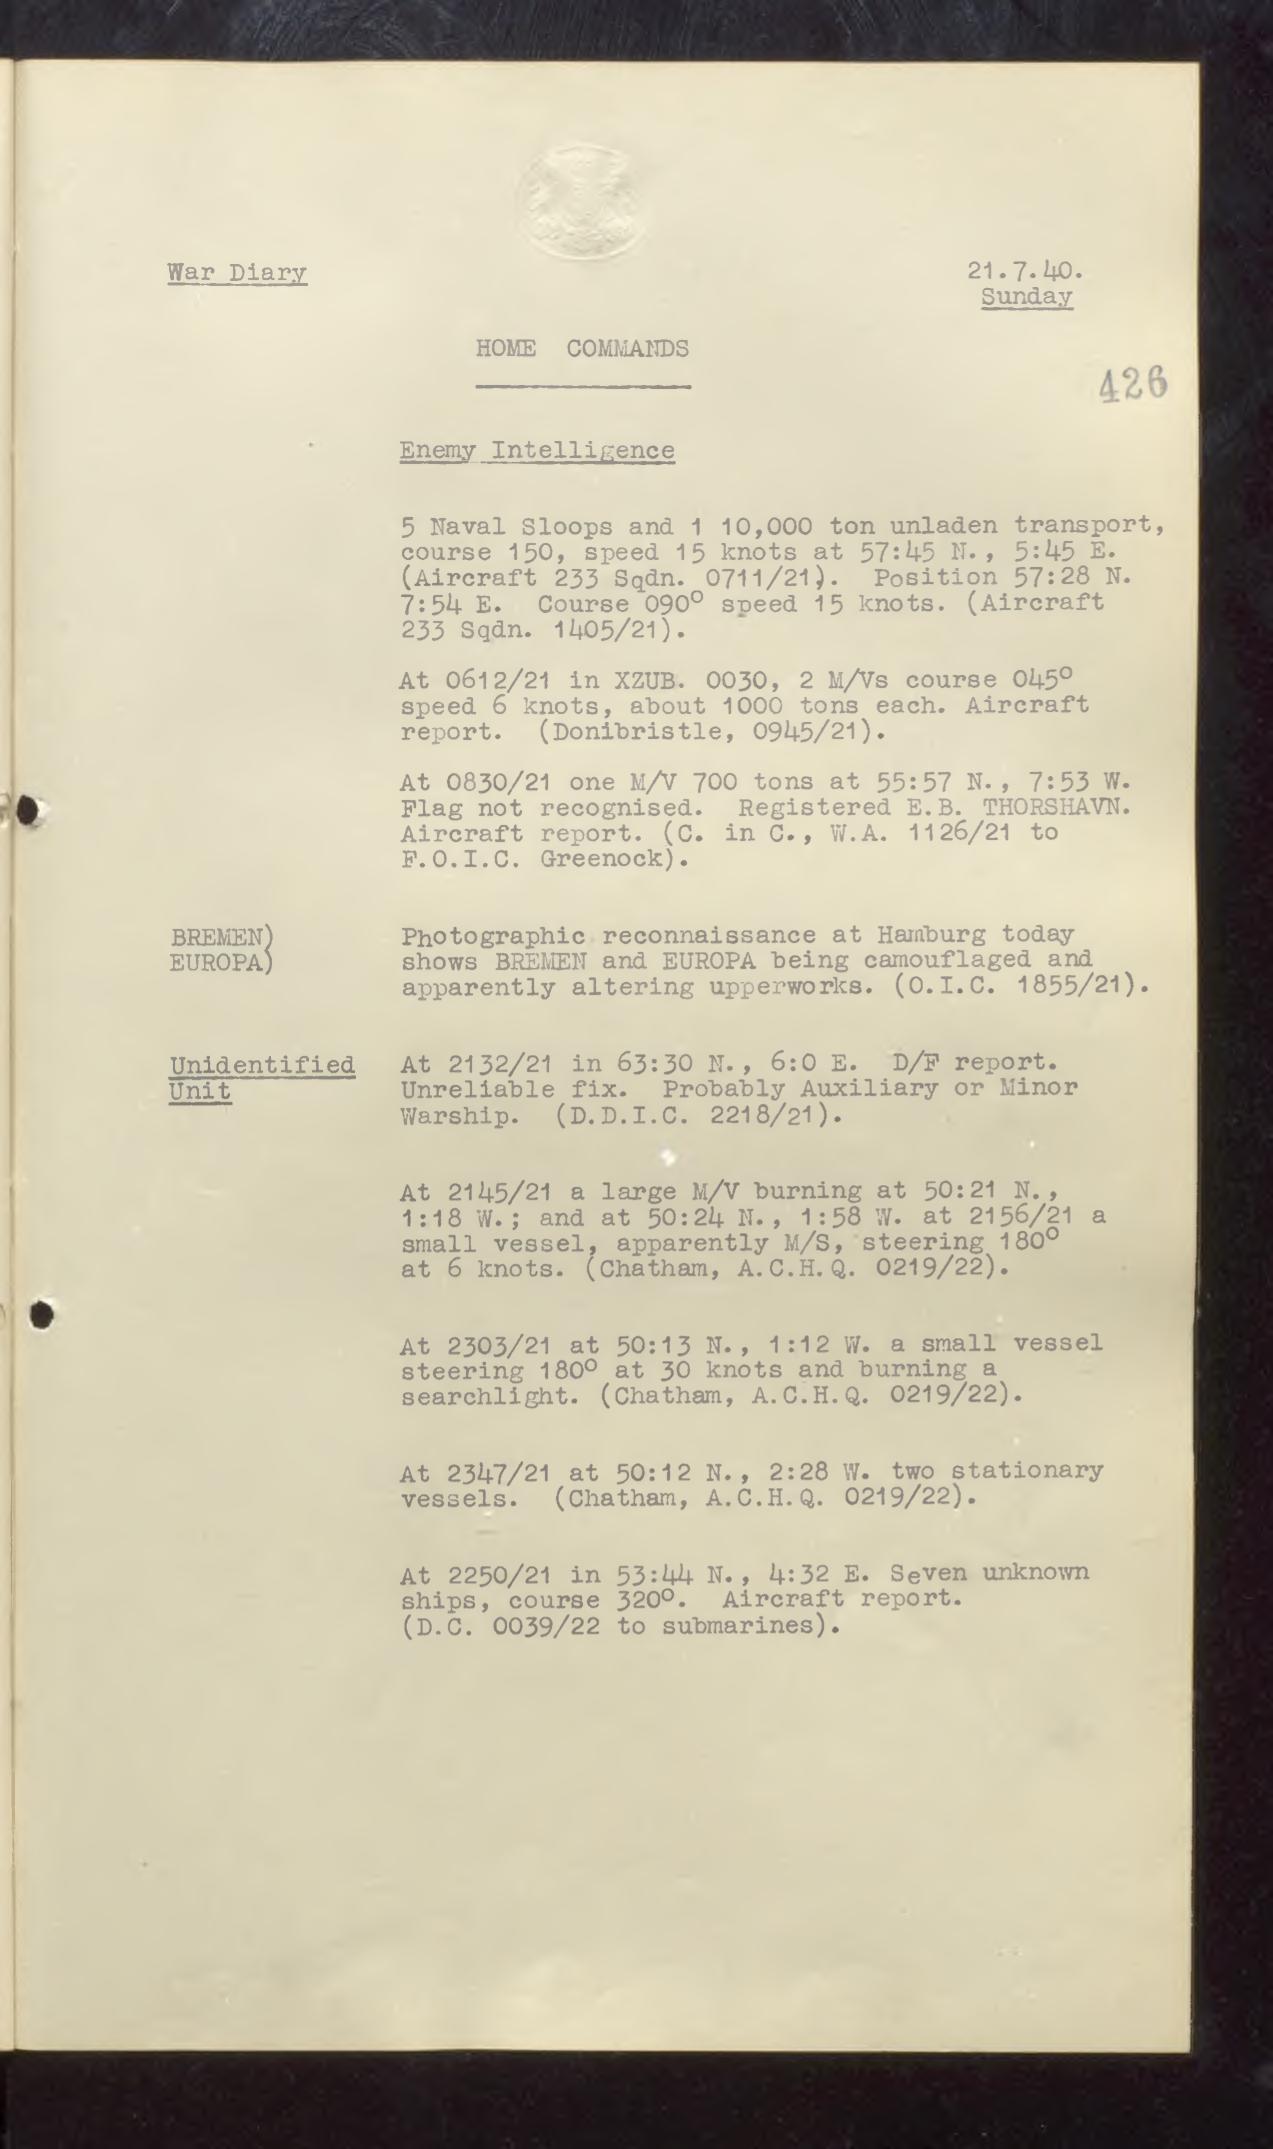 War Diary
21.7.40.
Sunday
HOME COMMANDS
426
Enemy Intelligence
5 Naval Sloops and 1 10,000 ton unladen transport,
course 150, speed 15 knots at 57:45 N., 5:45 E.
(Aircraft 233 Sqdn. 0711/21). Position 57:28 N.
7:54 E. Course 090° speed 15 knots. (Aircraft
233 Sqdn. 1405/21).
At 0612/21 in XZUB. 0030, 2 M/Vs course 045°
speed 6 knots, about 1000 tons each. Aircraft
report. (Donibristle, 0945/21).
At 0830/21 one M/V 700 tons at 55:57 N., 7:53 W.
Flag not recognised. Registered E.B. THORSHAVN.
Aircraft report. (C. in C., W.A. 1126/21 to
F.O.I.C. Greenock).
BREMEN)
EUROPA)
Photographic reconnaissance at Hamburg today
shows BREMEN and EUROPA being camouflaged and
apparently altering upperworks. (O.I.C. 1855/21).
Unidentified
Unit
At 2132/21 in 63:30 N., 6:0 E. D/F report.
Unreliable fix. Probably Auxiliary or Minor
Warship. (D.D.I.C. 2218/21).
At 2145/21 a large M/V burning at 50:21 N.,
1:18 W.; and at 50:24 N., 1:58 W. at 2156/21 a
small vessel, apparently M/S, steering 180°
at 6 knots. (Chatham, A.C.H.Q. 0219/22).
At 2303/21 at 50:13 N., 1:12 W. a small vessel
steering 180° at 30 knots and burning a
searchlight. (Chatham, A.C.H.Q. 0219/22).
At 2347/21 at 50:12 N., 2:28 W. two stationary
vessels. (Chatham, A.C.H.Q. 0219/22).
At 2250/21 in 53:44 N., 4:32 E. Seven unknown
ships, course 320°. Aircraft report.
(D.C. 0039/22 to submarines).